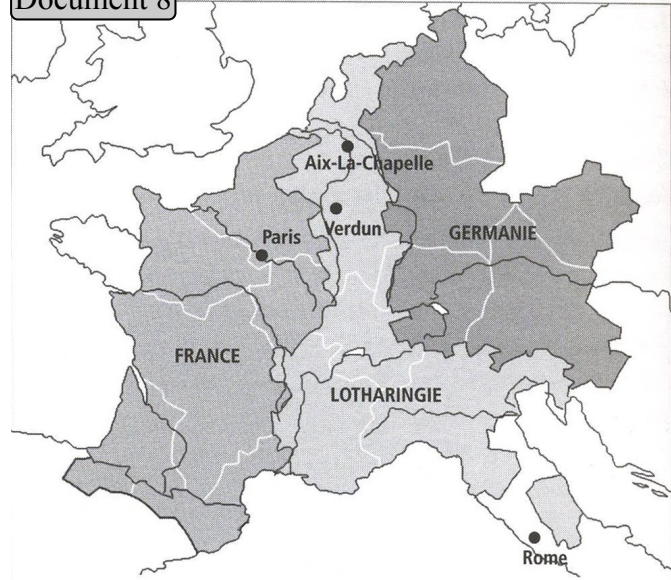 Document 8
Aix-La-Chapelle
Verdun
Paris
GERMANIE
FRANCE
LOTHARINGIE
Rome